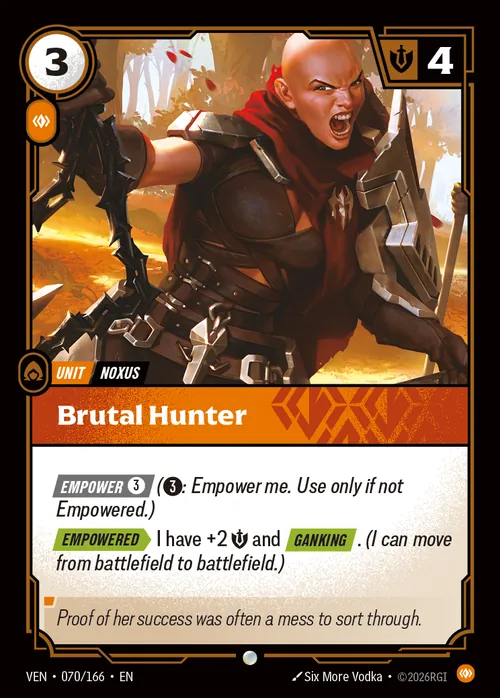 3
4
UNIT NOXUS
Brutal Hunter
EMPOWER 3 (3: Empower me. Use only if not
Empowered.)
EMPOWERED I have +2 and GANKING . (I can move
from battlefield to battlefield.)
Proof of her success was often a mess to sort through.
VEN • 070/166 • EN
Six More Vodka • ©2026RGI